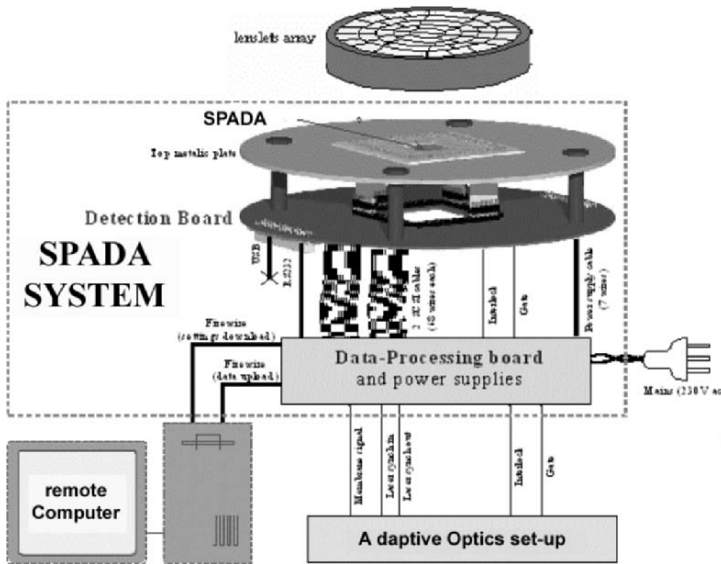 lenslets array
SPADA
Top metalic plate
Detection Board
SPADA
SYSTEM
USB
RS232
2 SCSI cables
(68 wires each)
Interlock
Gate
Power supply cable
(7 wires)
Firewire
(settings download)
Firewire
(data upload)
Data-Processing board
and power supplies
Mains (230V ac
Membrane signal
Laser synch in
Laser synch out
Interlock
Gate
remote
Computer
A daptive Optics set-up